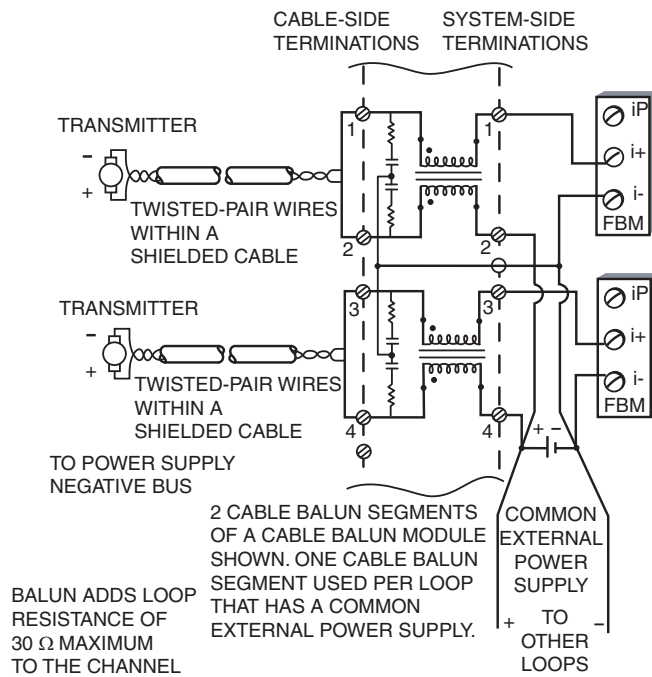 CABLE-SIDE
TERMINATIONS
SYSTEM-SIDE
TERMINATIONS
TRANSMITTER
-
+
TWISTED-PAIR WIRES
WITHIN A
SHIELDED CABLE
1
2
1
2
iP
i+
i-
FBM
TRANSMITTER
-
+
TWISTED-PAIR WIRES
WITHIN A
SHIELDED CABLE
3
4
3
4
iP
i+
i-
FBM
TO POWER SUPPLY
NEGATIVE BUS
+ -
2 CABLE BALUN SEGMENTS
OF A CABLE BALUN MODULE
SHOWN. ONE CABLE BALUN
SEGMENT USED PER LOOP
THAT HAS A COMMON
EXTERNAL POWER SUPPLY.
COMMON
EXTERNAL
POWER
SUPPLY
+ TO -
OTHER
LOOPS
BALUN ADDS LOOP
RESISTANCE OF
30 Ω MAXIMUM
TO THE CHANNEL